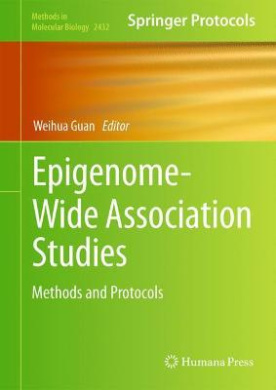 Methods in
Molecular Biology 2432
Springer Protocols
Weihua Guan Editor
Epigenome-
Wide Association
Studies
Methods and Protocols
Humana Press